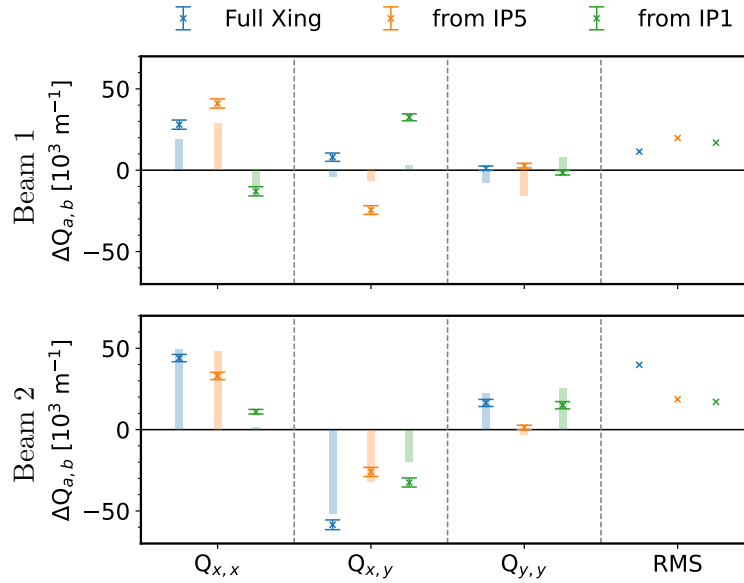 Full Xing from IP5 from IP1
Beam 1
ΔQa,b [10³ m⁻¹]
50
0
−50
Beam 2
ΔQa,b [10³ m⁻¹]
50
0
−50
Qx,x Qx,y Qy,y RMS